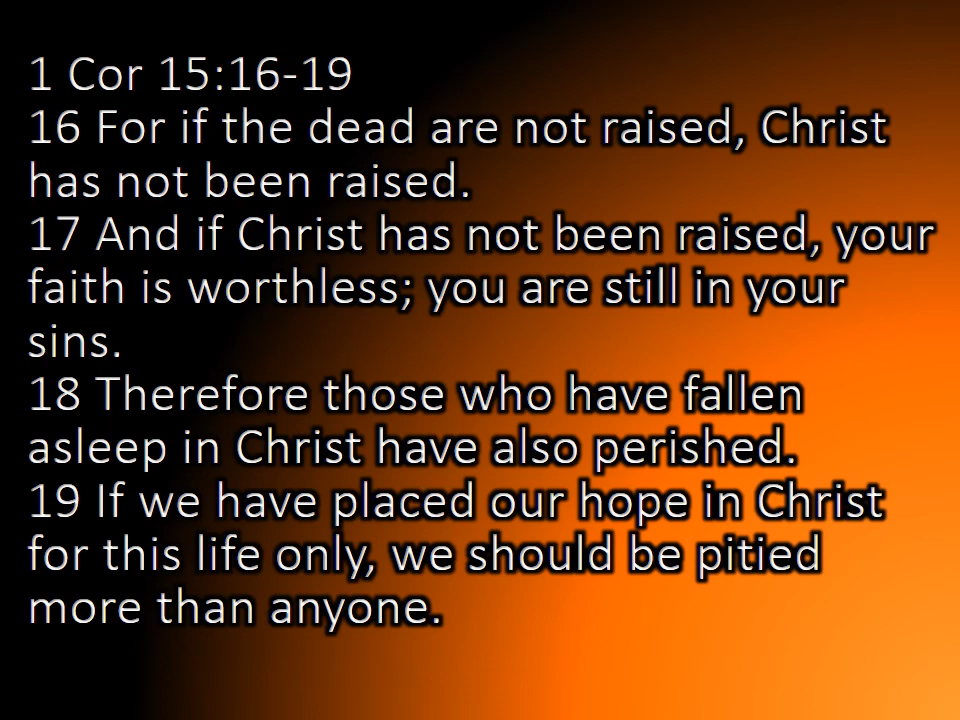 1 Cor 15:16-19
16 For if the dead are not raised, Christ
has not been raised.
17 And if Christ has not been raised, your
faith is worthless; you are still in your
sins.
18 Therefore those who have fallen
asleep in Christ have also perished.
19 If we have placed our hope in Christ
for this life only, we should be pitied
more than anyone.